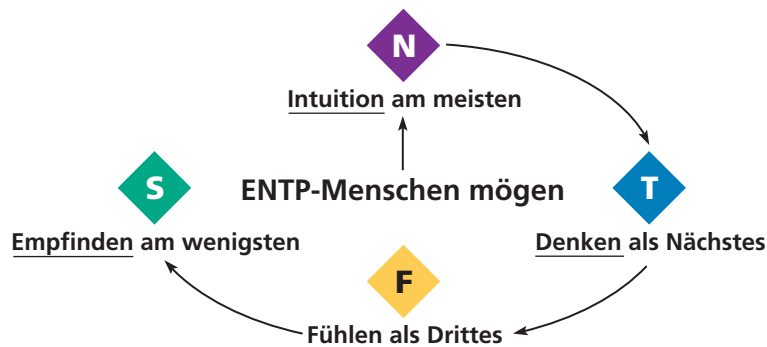 N
Intuition am meisten
S
ENTP-Menschen mögen
T
Empfinden am wenigsten
Denken als Nächstes
F
Fühlen als Drittes